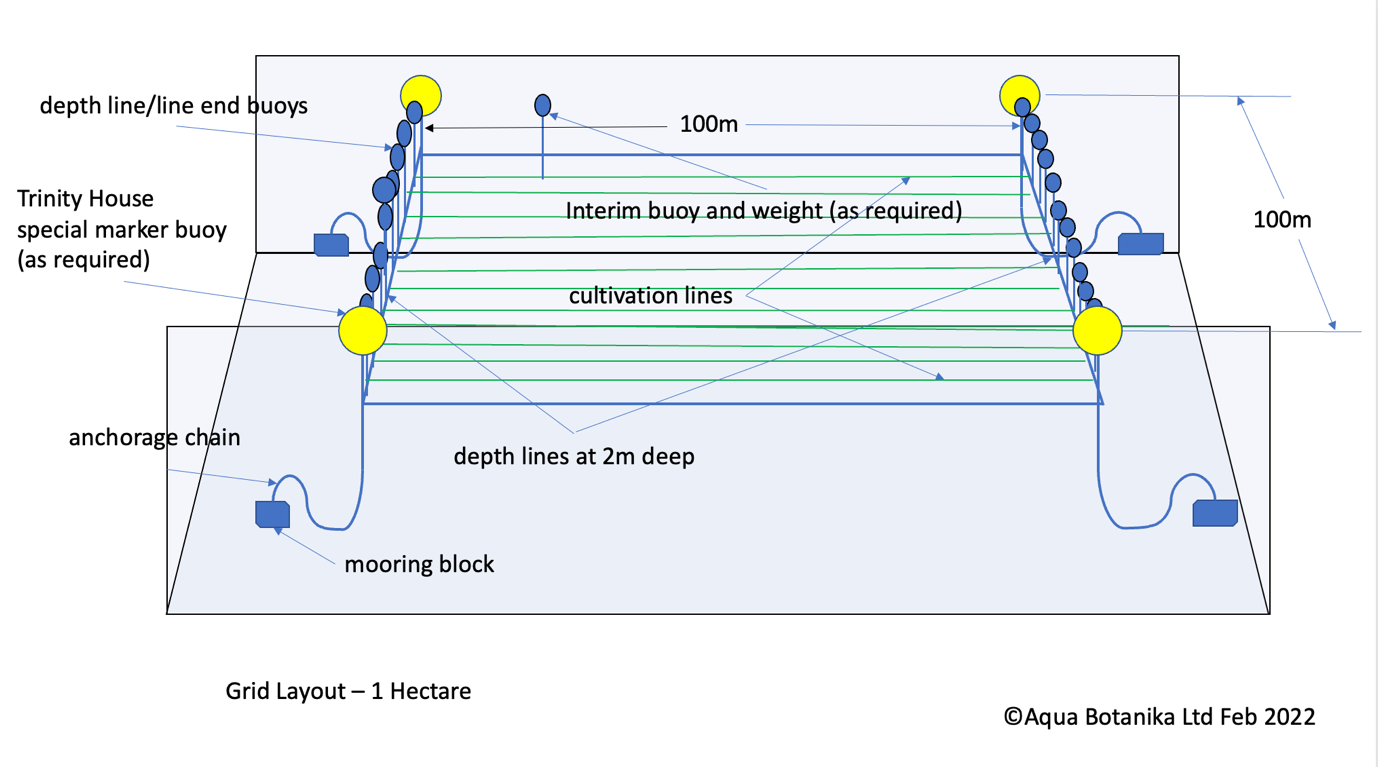 depth line/line end buoys
100m
Trinity House
special marker buoy
(as required)
Interim buoy and weight (as required)
100m
cultivation lines
anchorage chain
depth lines at 2m deep
mooring block
Grid Layout – 1 Hectare
©Aqua Botanika Ltd Feb 2022